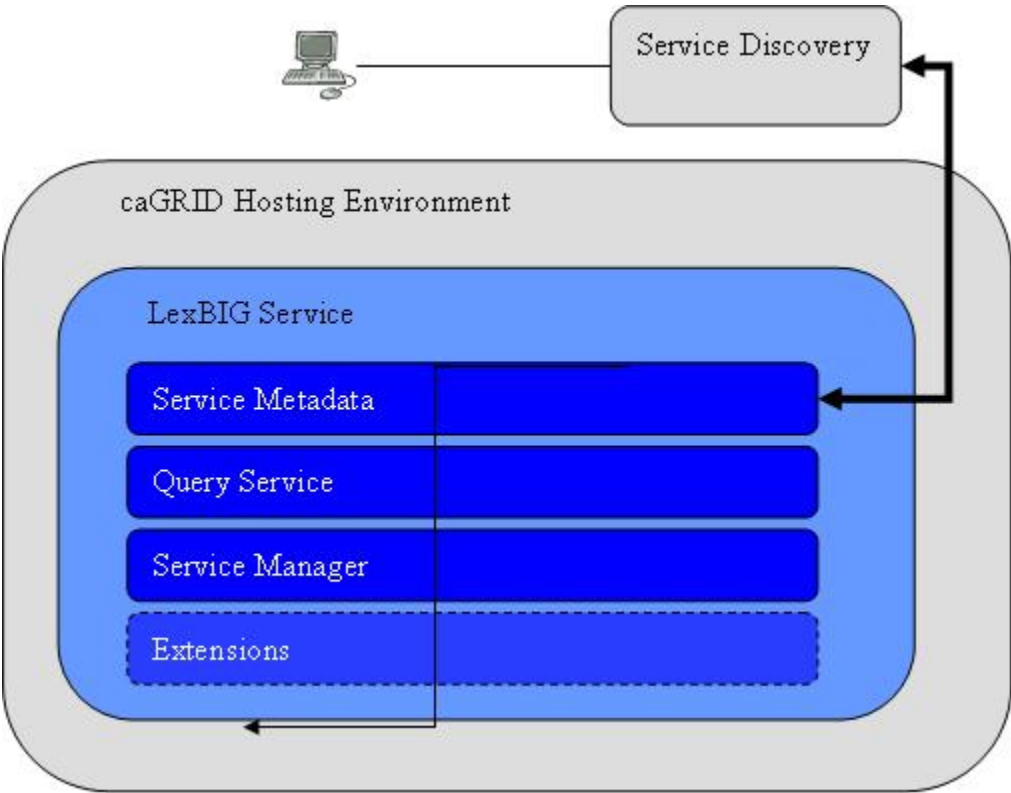 Service Discovery
caGRID Hosting Environment
LexBIG Service
Service Metadata
Query Service
Service Manager
Extensions